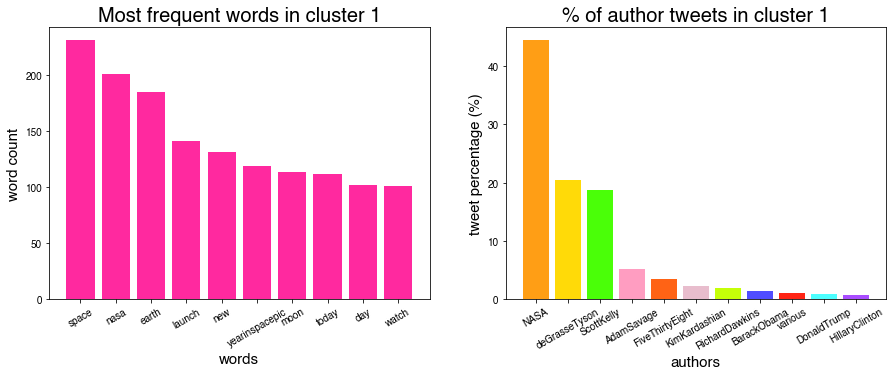 Most frequent words in cluster 1
word count
200
150
100
50
0
space
nasa
earth
launch
new
yearinspacepic
moon
today
day
watch
words
% of author tweets in cluster 1
tweet percentage (%)
40
30
20
10
0
NASA
deGrasseTyson
ScottKelly
AdamSavage
FiveThirtyEight
KimKardashian
RichardDawkins
BarackObama
various
DonaldTrump
HillaryClinton
authors